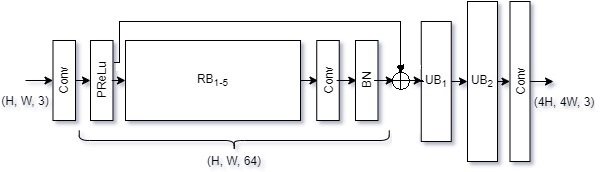 (H, W, 3)
Conv
PReLu
RB1-5
Conv
BN
UB1
UB2
Conv
(4H, 4W, 3)
(H, W, 64)